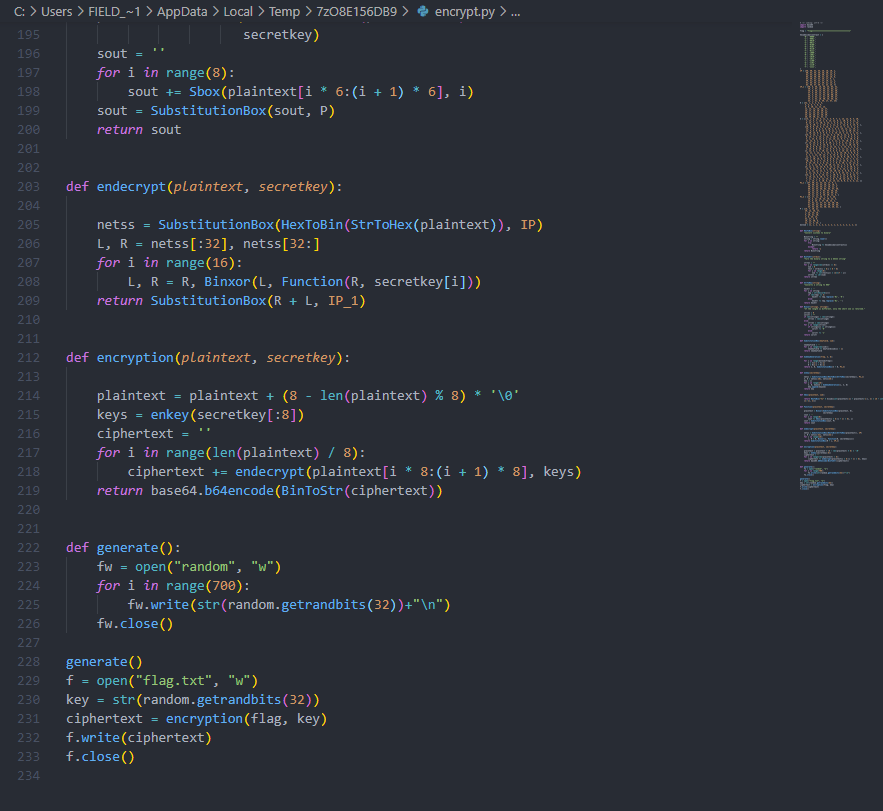 C: > Users > FIELD_~1 > AppData > Local > Temp > 7zO8E156DB9 > encrypt.py > ...
195 secretkey)
196 sout = ''
197 for i in range(8):
198 sout += Sbox(plaintext[i * 6:(i + 1) * 6], i)
199 sout = SubstitutionBox(sout, P)
200 return sout
201
202
203 def endecrypt(plaintext, secretkey):
204
205 netss = SubstitutionBox(HexToBin(StrToHex(plaintext)), IP)
206 L, R = netss[:32], netss[32:]
207 for i in range(16):
208 L, R = R, Binxor(L, Function(R, secretkey[i]))
209 return SubstitutionBox(R + L, IP_1)
210
211
212 def encryption(plaintext, secretkey):
213
214 plaintext = plaintext + (8 - len(plaintext) % 8) * '\0'
215 keys = enkey(secretkey[:8])
216 ciphertext = ''
217 for i in range(len(plaintext) / 8):
218 ciphertext += endecrypt(plaintext[i * 8:(i + 1) * 8], keys)
219 return base64.b64encode(BinToStr(ciphertext))
220
221
222 def generate():
223 fw = open("random", "w")
224 for i in range(700):
225 fw.write(str(random.getrandbits(32))+"\n")
226 fw.close()
227
228 generate()
229 f = open("flag.txt", "w")
230 key = str(random.getrandbits(32))
231 ciphertext = encryption(flag, key)
232 f.write(ciphertext)
233 f.close()
234